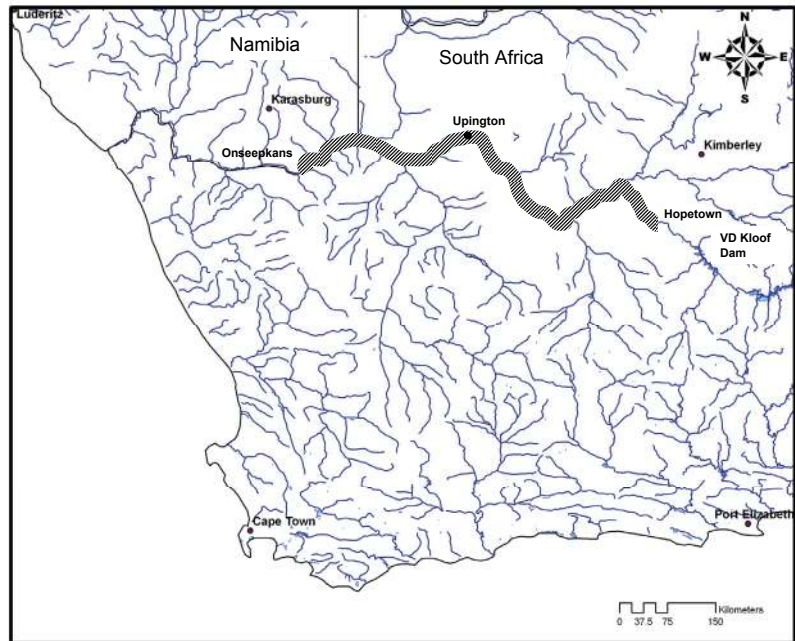 Luderitz
Namibia
South Africa
N
W
E
S
Karasburg
Upington
Kimberley
Onseepkans
Hopetown
VD Kloof
Dam
Cape Town
Port Elizabeth
Kilometers
0 37.5 75 150